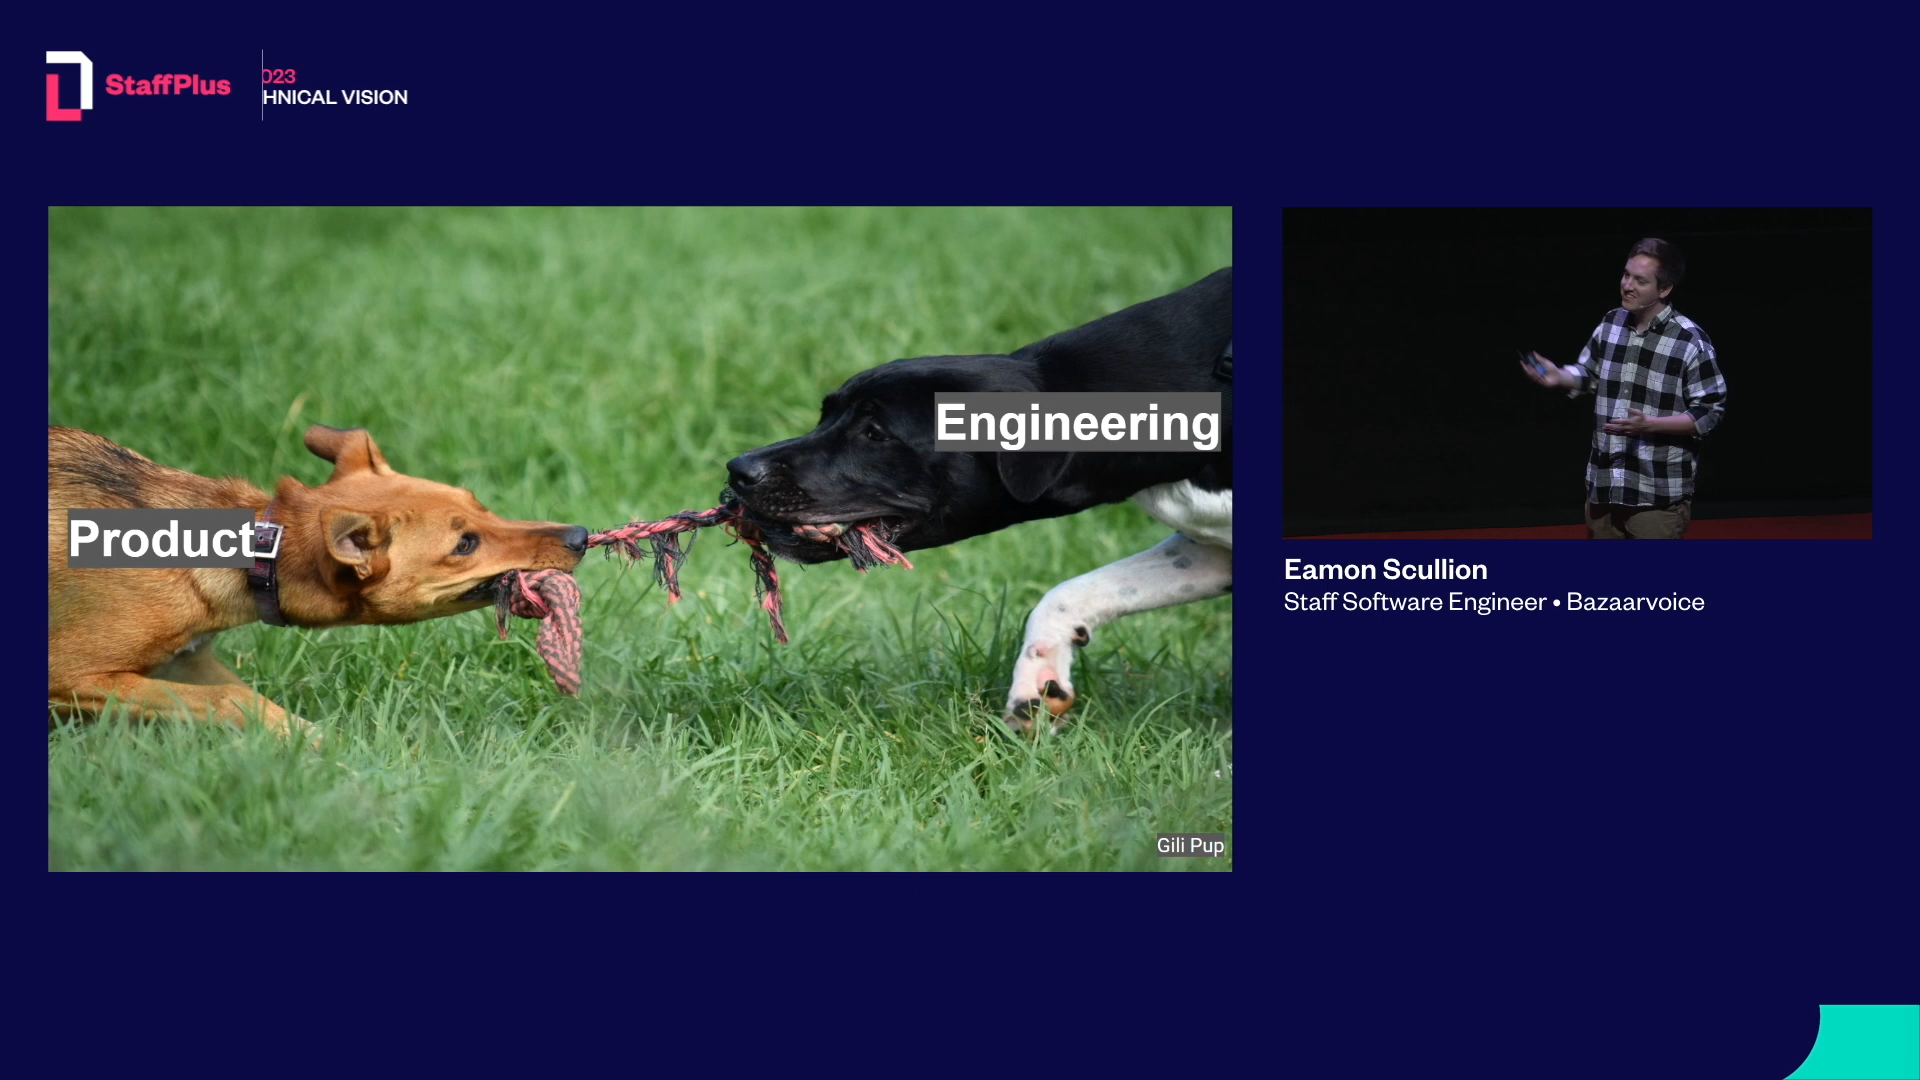 StaffPlus
023
HNICAL VISION
Engineering
Product
Gili Pup
Eamon Scullion
Staff Software Engineer • Bazaarvoice